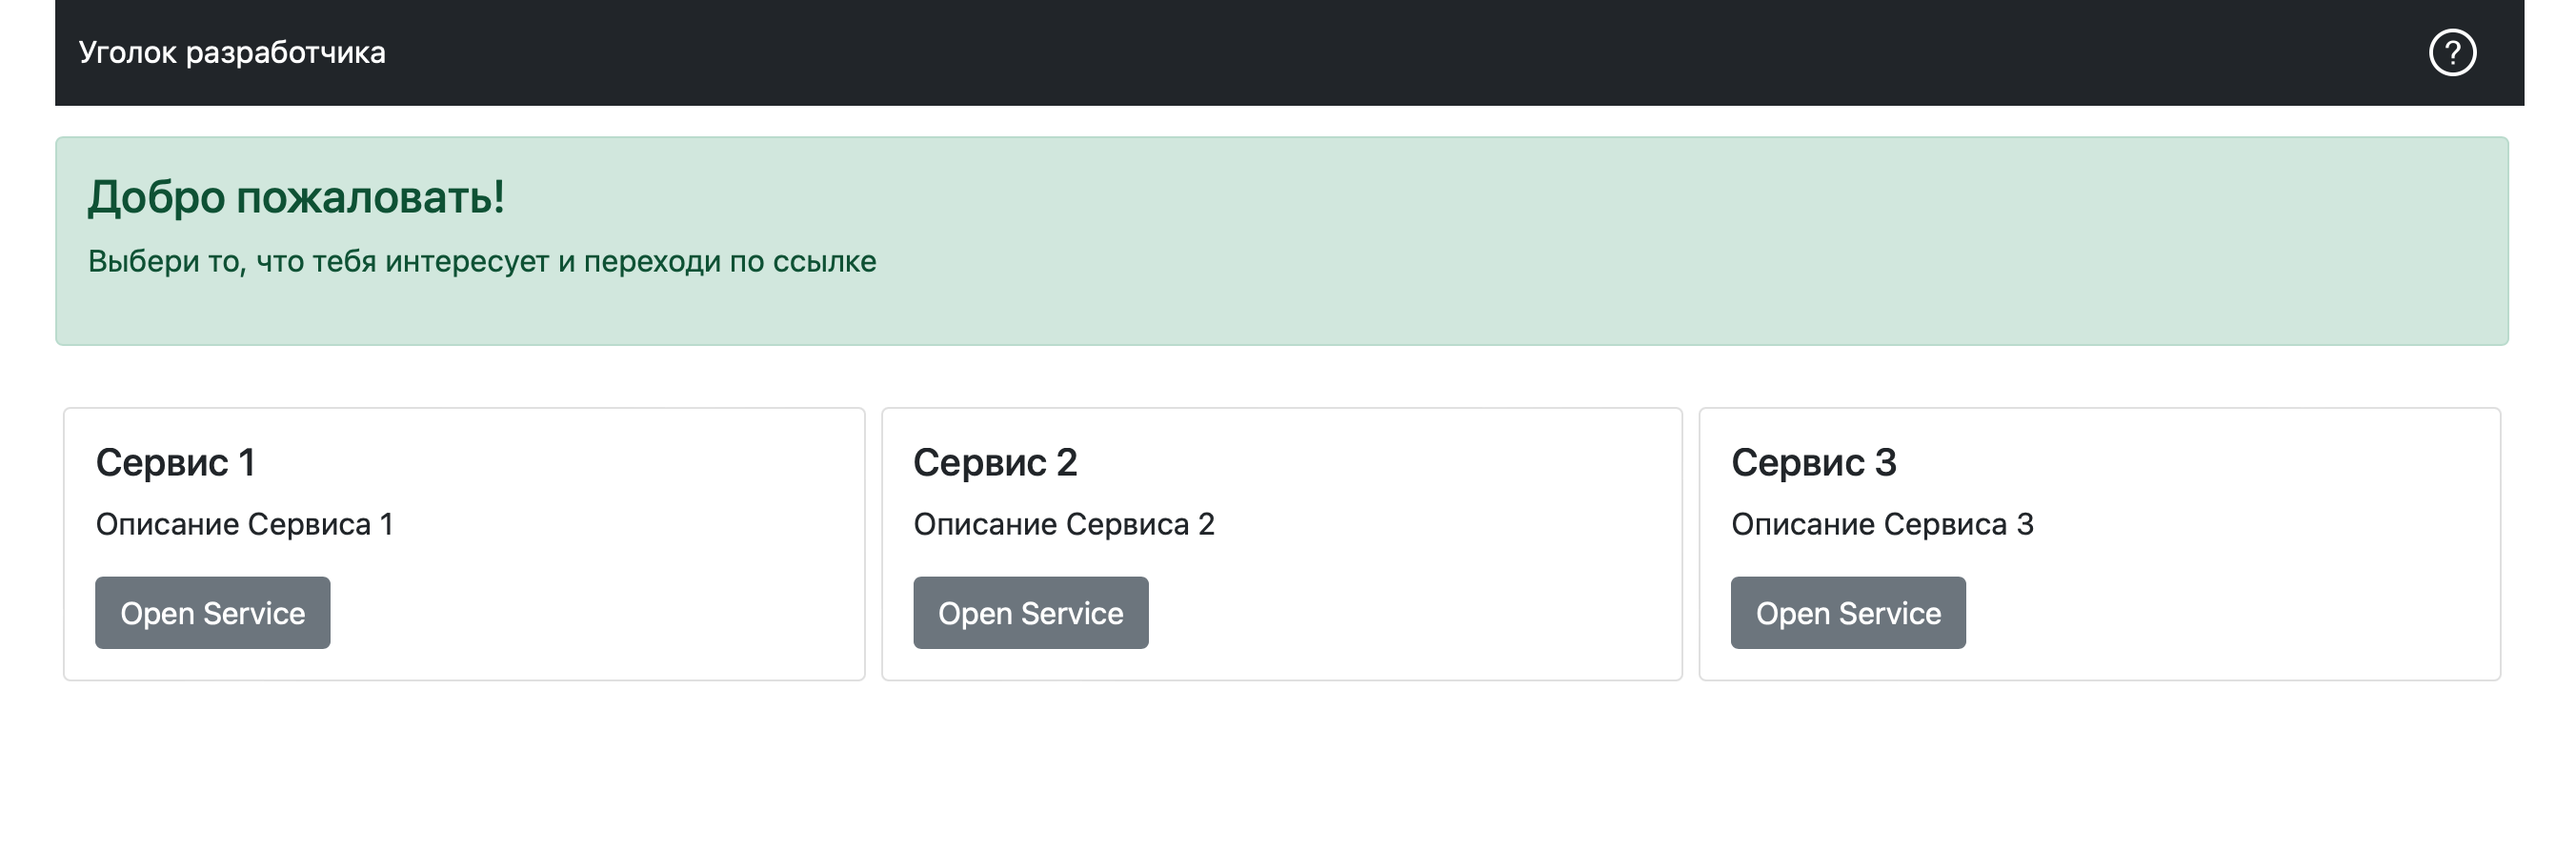 Уголок разработчика
?
Добро пожаловать!
Выбери то, что тебя интересует и переходи по ссылке
Сервис 1
Описание Сервиса 1
Open Service
Сервис 2
Описание Сервиса 2
Open Service
Сервис 3
Описание Сервиса 3
Open Service